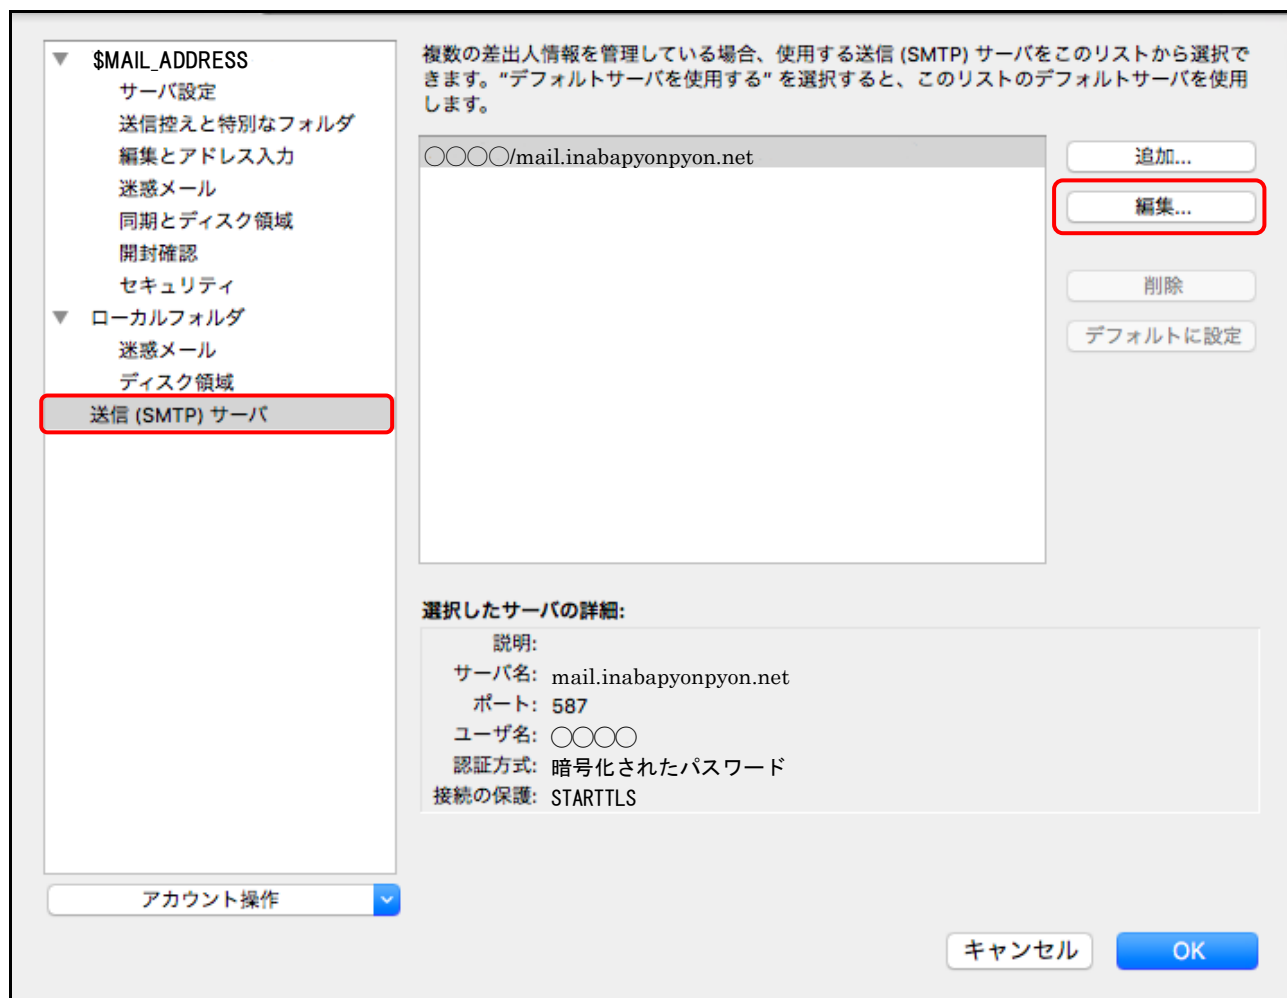 $MAIL_ADDRESS
サーバ設定
送信控えと特別なフォルダ
編集とアドレス入力
迷惑メール
同期とディスク領域
開封確認
セキュリティ
ローカルフォルダ
迷惑メール
ディスク領域
送信 (SMTP) サーバ
アカウント操作
複数の差出人情報を管理している場合、使用する送信 (SMTP) サーバをこのリストから選択で
きます。“デフォルトサーバを使用する” を選択すると、このリストのデフォルトサーバを使用
します。
〇〇〇〇/mail.inabapyonpyon.net
追加...
編集...
削除
デフォルトに設定
選択したサーバの詳細:
説明:
サーバ名: mail.inabapyonpyon.net
ポート: 587
ユーザ名: 〇〇〇〇
認証方式: 暗号化されたパスワード
接続の保護: STARTTLS
キャンセル
OK